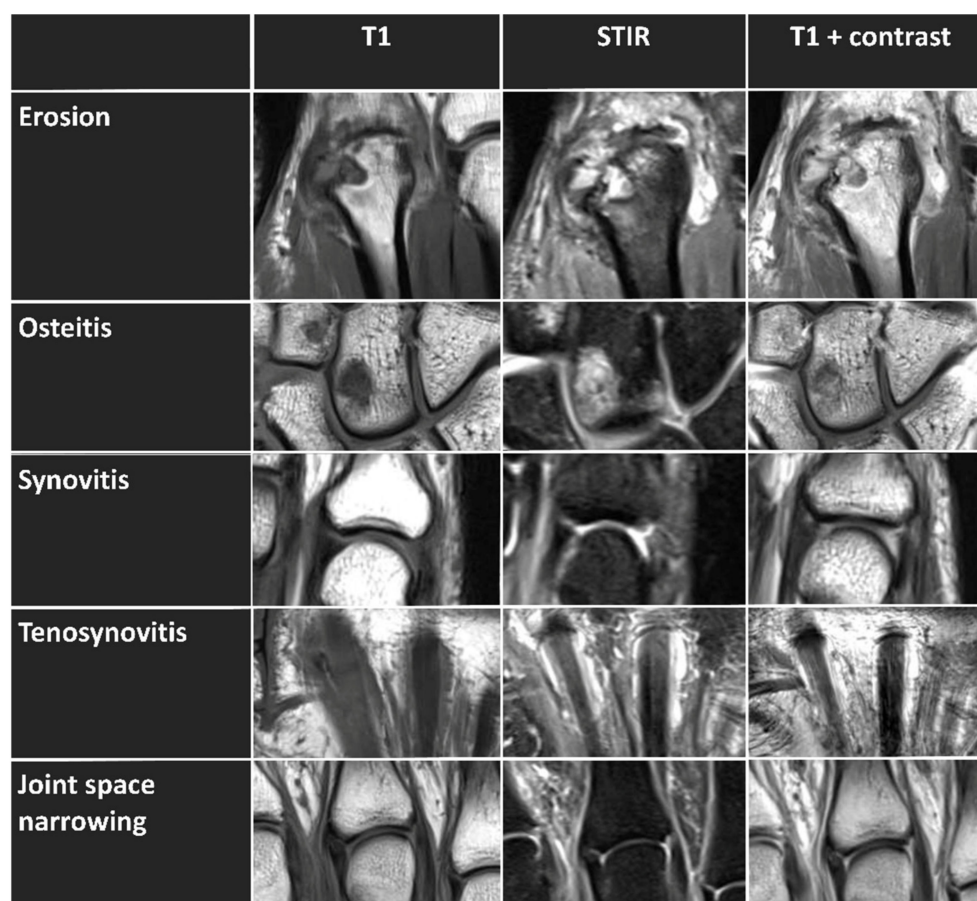 T1 STIR T1 + contrast
Erosion
Osteitis
Synovitis
Tenosynovitis
Joint space
narrowing